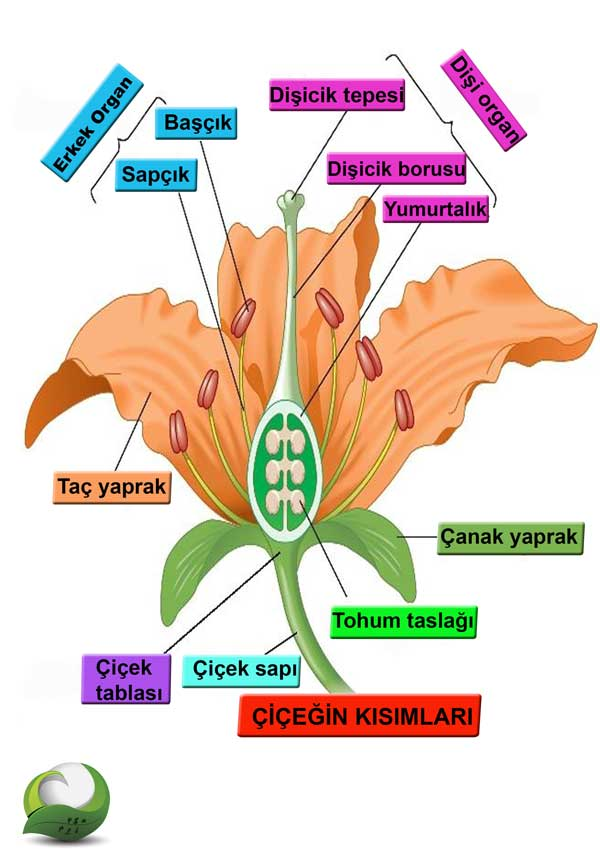 Erkek Organ
Başçık
Sapçık
Dişicik tepesi
Dişi organ
Dişicik borusu
Yumurtalık
Taç yaprak
Çanak yaprak
Tohum taslağı
Çiçek
tablası
Çiçek sapı
ÇİÇEĞİN KISIMLARI